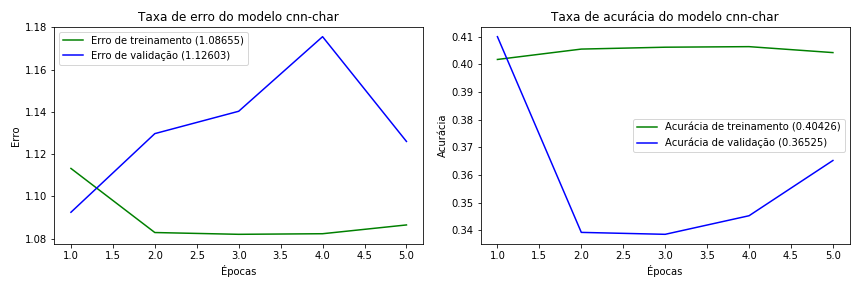 Taxa de erro do modelo cnn-char
Erro de treinamento (1.08655)
Erro de validação (1.12603)
1.18
1.16
1.14
1.12
1.10
1.08
Erro
1.0 1.5 2.0 2.5 3.0 3.5 4.0 4.5 5.0
Épocas
Taxa de acurácia do modelo cnn-char
0.41
0.40
0.39
0.38
0.37
0.36
0.35
0.34
Acurácia
Acurácia de treinamento (0.40426)
Acurácia de validação (0.36525)
1.0 1.5 2.0 2.5 3.0 3.5 4.0 4.5 5.0
Épocas